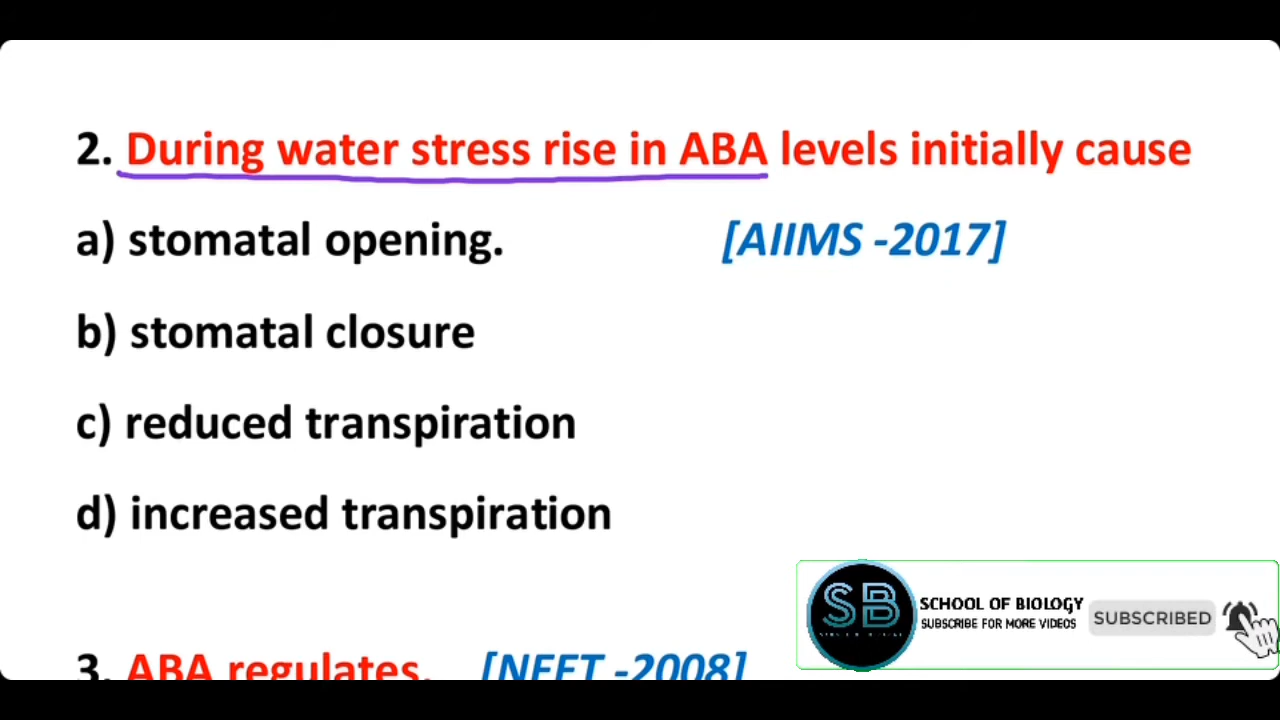 2. During water stress rise in ABA levels initially cause
a) stomatal opening. [AIIMS -2017]
b) stomatal closure
c) reduced transpiration
d) increased transpiration
SB
SCHOOL OF BIOLOGY
SUBSCRIBE FOR MORE VIDEOS
SUBSCRIBED
3. ABA regulates. [NEET -2008]